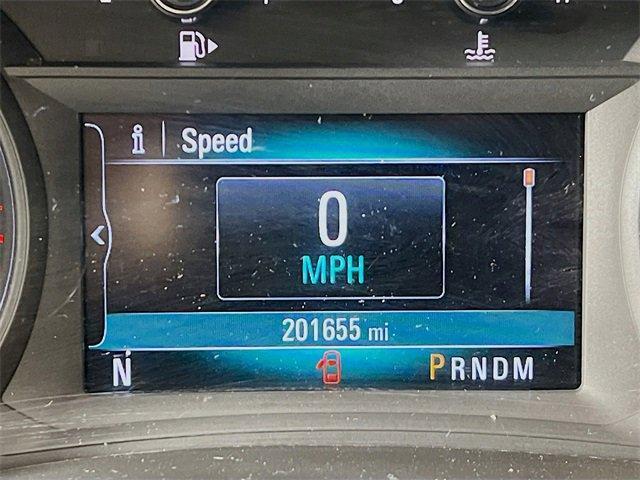 i Speed
0
MPH
201655 mi
N
PRNDM